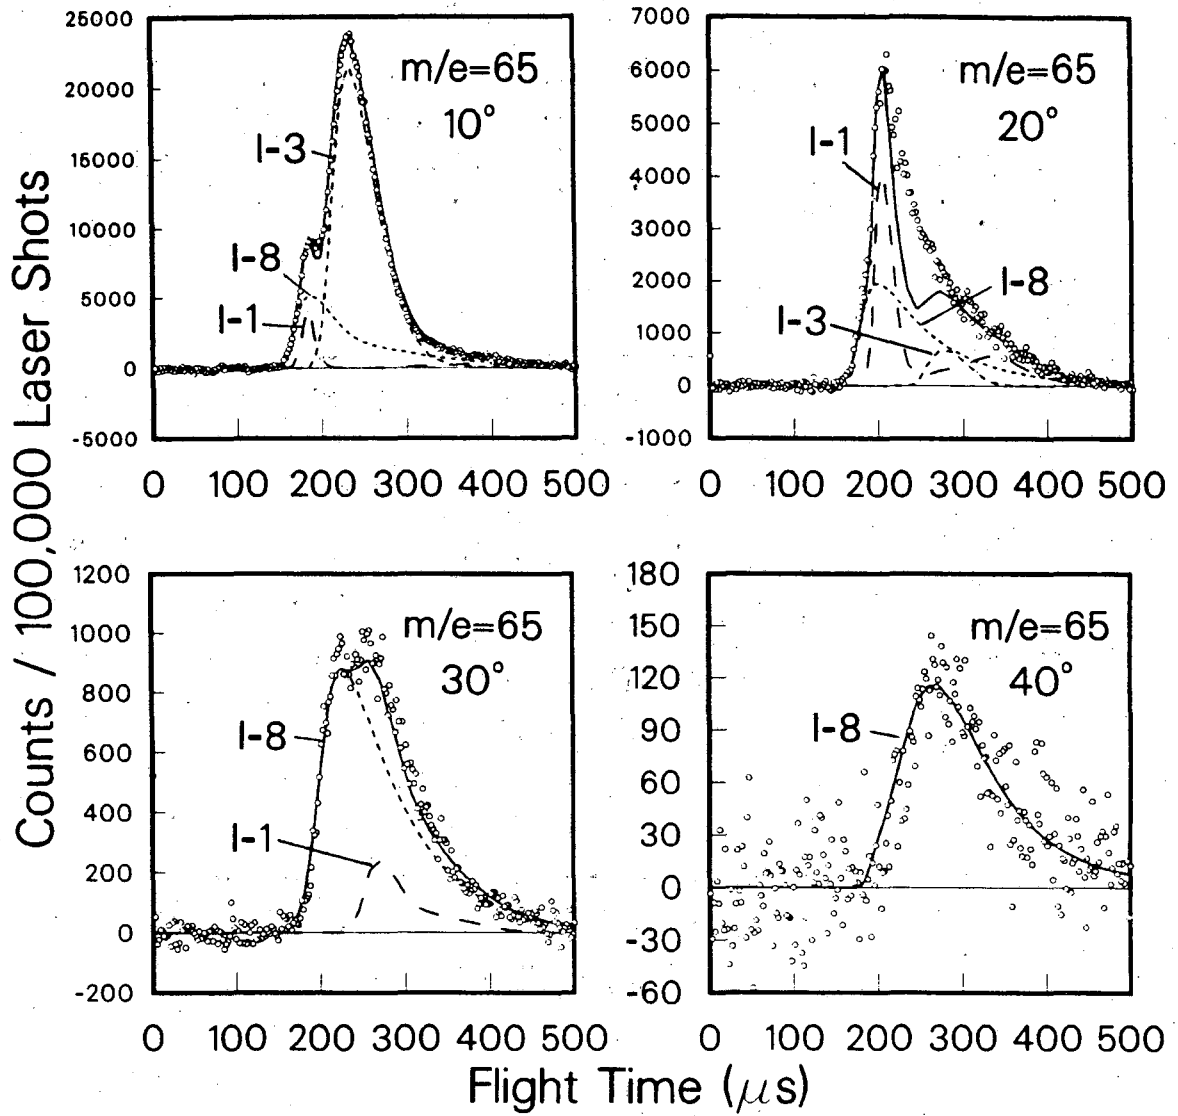 Counts / 100,000 Laser Shots
25000
20000
15000
10000
5000
0
-5000
m/e=65
10°
I-3
I-8
I-1
0 100 200 300 400 500
7000
6000
5000
4000
3000
2000
1000
0
-1000
m/e=65
20°
I-1
I-8
I-3
0 100 200 300 400 500
1200
1000
800
600
400
200
0
-200
m/e=65
30°
I-8
I-1
0 100 200 300 400 500
180
150
120
90
60
30
0
-30
-60
m/e=65
40°
I-8
0 100 200 300 400 500
Flight Time (μs)